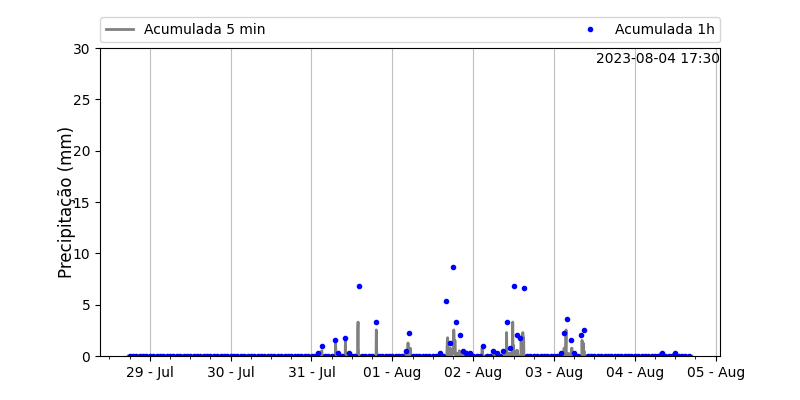 Acumulada 5 min
Acumulada 1h
2023-08-04 17:30
Precipitação (mm)
30
25
20
15
10
5
0
29 - Jul
30 - Jul
31 - Jul
01 - Aug
02 - Aug
03 - Aug
04 - Aug
05 - Aug